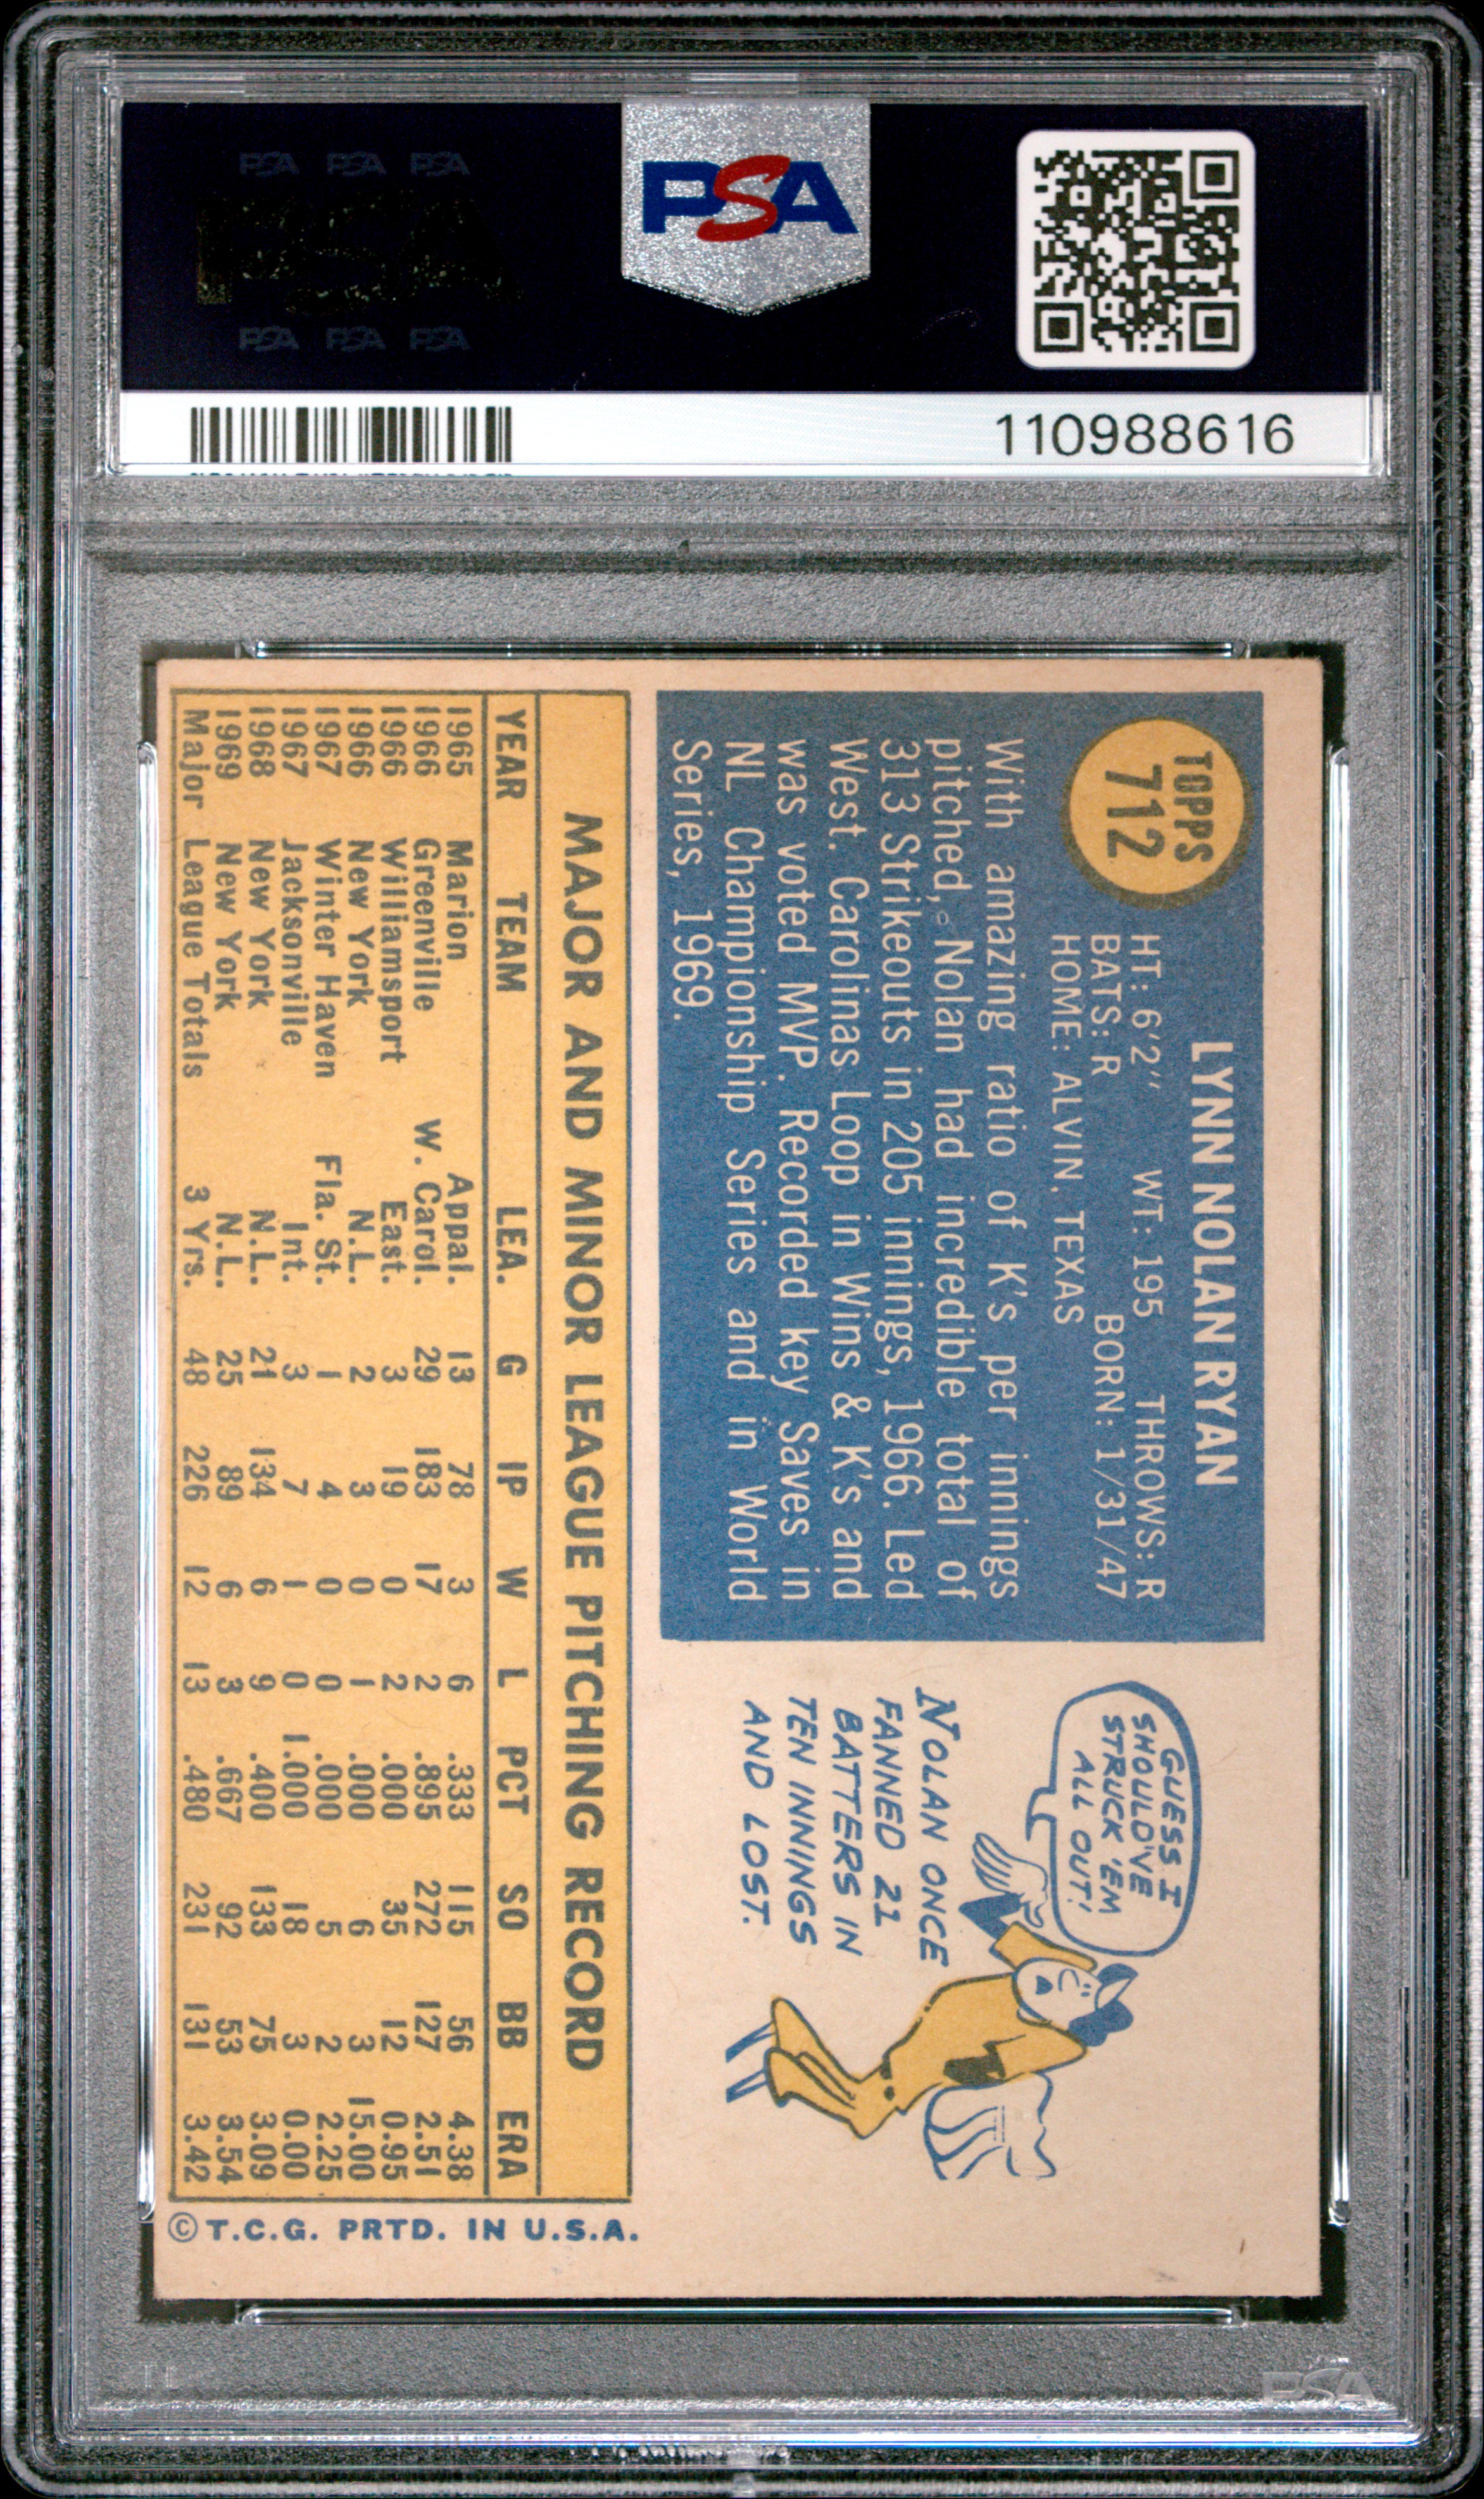 PSA PSA PSA
PSA
PSA PSA PSA
PSA
110988616
TOPPS
712
LYNN NOLAN RYAN
HT: 6'2" WT: 195 THROWS: R
BATS: R BORN: 1/31/47
HOME: ALVIN, TEXAS
With amazing ratio of K's per innings
pitched, Nolan had incredible total of
313 Strikeouts in 205 innings, 1966. Led
West. Carolinas Loop in Wins & K's and
was voted MVP. Recorded key Saves in
NL Championship Series and in World
Series, 1969.
GUESS I
SHOULD'VE
STRUCK 'EM
ALL OUT!
NOLAN ONCE
FANNED 21
BATTERS IN
TEN INNINGS
AND LOST.
MAJOR AND MINOR LEAGUE PITCHING RECORD
YEAR TEAM LEA. G IP W L PCT SO BB ERA
1965 Marion Appal. 13 78 3 6 .333 115 56 4.38
1966 Greenville W. Carol. 29 183 17 2 .895 272 127 2.51
1966 Williamsport East. 3 19 0 2 .000 35 12 0.95
1966 New York N.L. 2 3 0 1 .000 6 3 15.00
1967 Winter Haven Fla. St. 1 4 0 0 .000 5 2 2.25
1967 Jacksonville Int. 3 7 1 0 1.000 18 3 0.00
1968 New York N.L. 21 134 6 9 .400 133 75 3.09
1969 New York N.L. 25 89 6 3 .667 92 53 3.54
Major League Totals 3 Yrs. 48 226 12 13 .480 231 131 3.42
© T.C.G. PRTD. IN U.S.A.
PSA